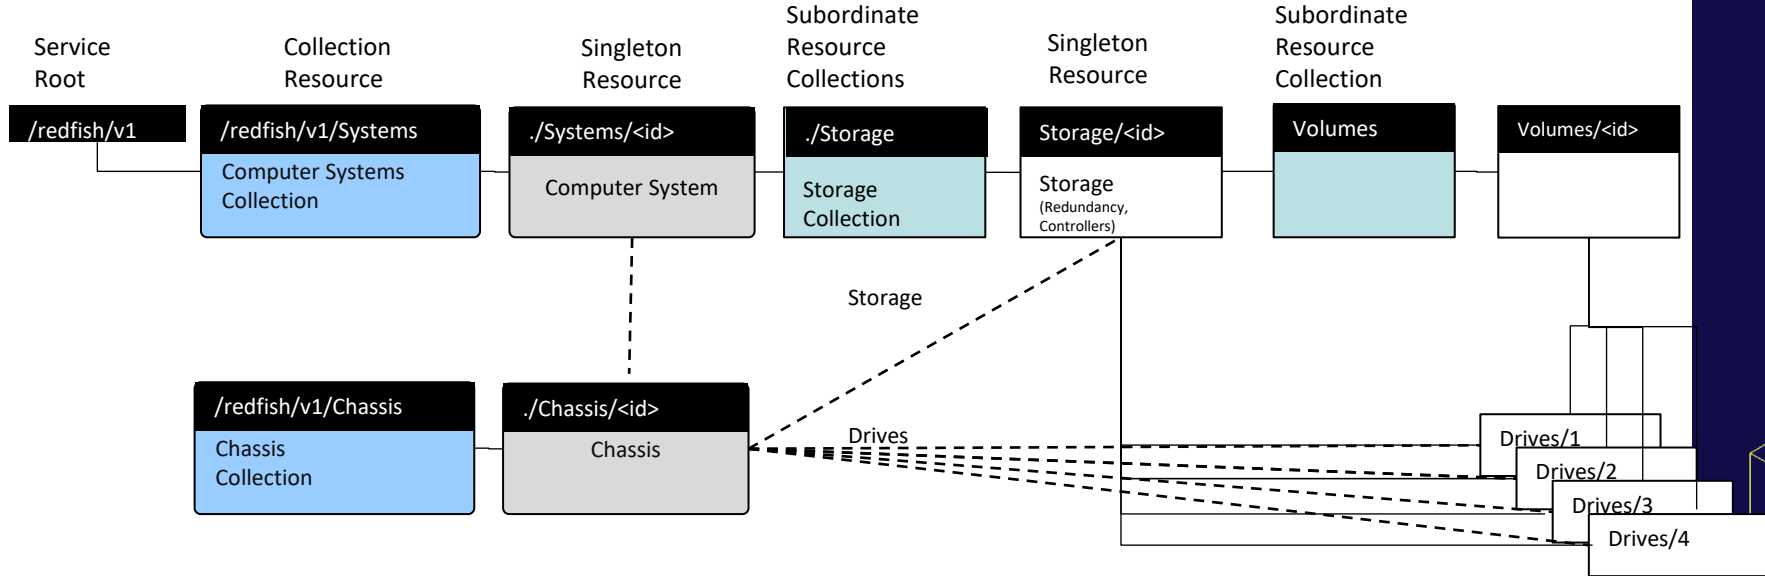 Service
Root
Collection
Resource
Singleton
Resource
Subordinate
Resource
Collections
Singleton
Resource
Subordinate
Resource
Collection
/redfish/v1
/redfish/v1/Systems
Computer Systems
Collection
./Systems/<id>
Computer System
./Storage
Storage
Collection
Storage/<id>
Storage
(Redundancy,
Controllers)
Volumes
Volumes/<id>
Storage
/redfish/v1/Chassis
Chassis
Collection
./Chassis/<id>
Chassis
Drives
Drives/1
Drives/2
Drives/3
Drives/4